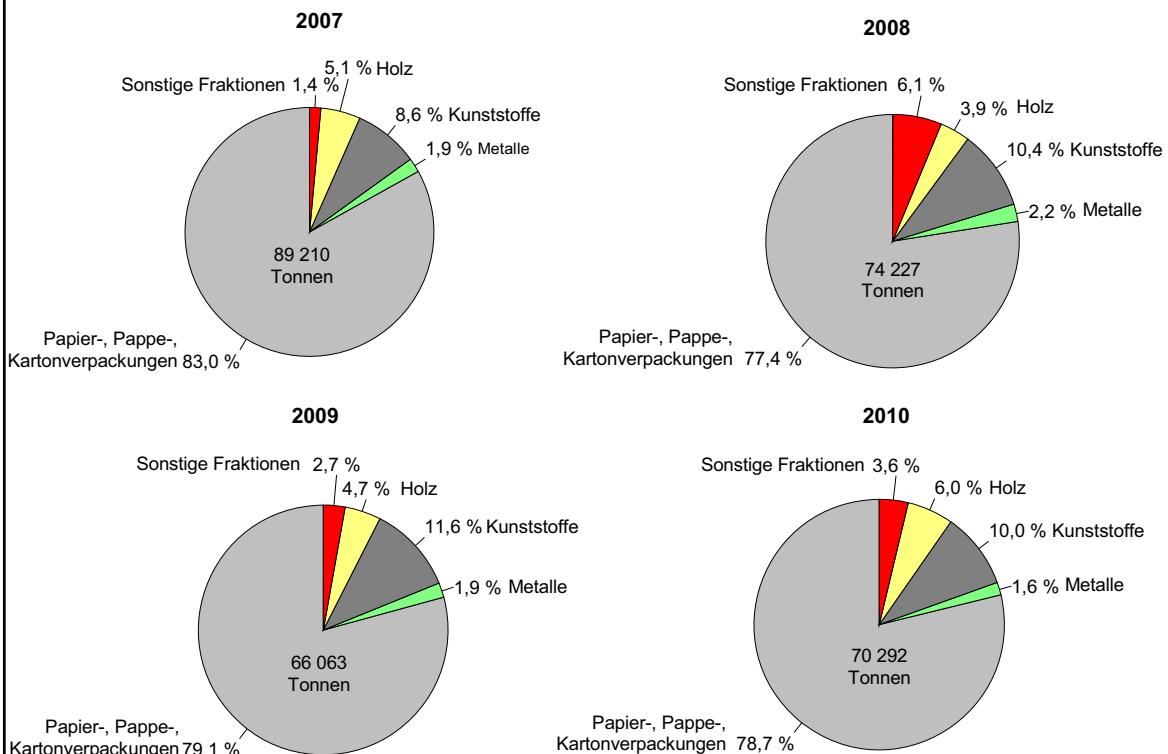 2007
Sonstige Fraktionen 1,4 %
5,1 % Holz
8,6 % Kunststoffe
1,9 % Metalle
89 210
Tonnen
Papier-, Pappe-,
Kartonverpackungen 83,0 %
2008
Sonstige Fraktionen 6,1 %
3,9 % Holz
10,4 % Kunststoffe
2,2 % Metalle
74 227
Tonnen
Papier-, Pappe-,
Kartonverpackungen 77,4 %
2009
Sonstige Fraktionen 2,7 %
4,7 % Holz
11,6 % Kunststoffe
1,9 % Metalle
66 063
Tonnen
Papier-, Pappe-,
Kartonverpackungen 79,1 %
2010
Sonstige Fraktionen 3,6 %
6,0 % Holz
10,0 % Kunststoffe
1,6 % Metalle
70 292
Tonnen
Papier-, Pappe-,
Kartonverpackungen 78,7 %